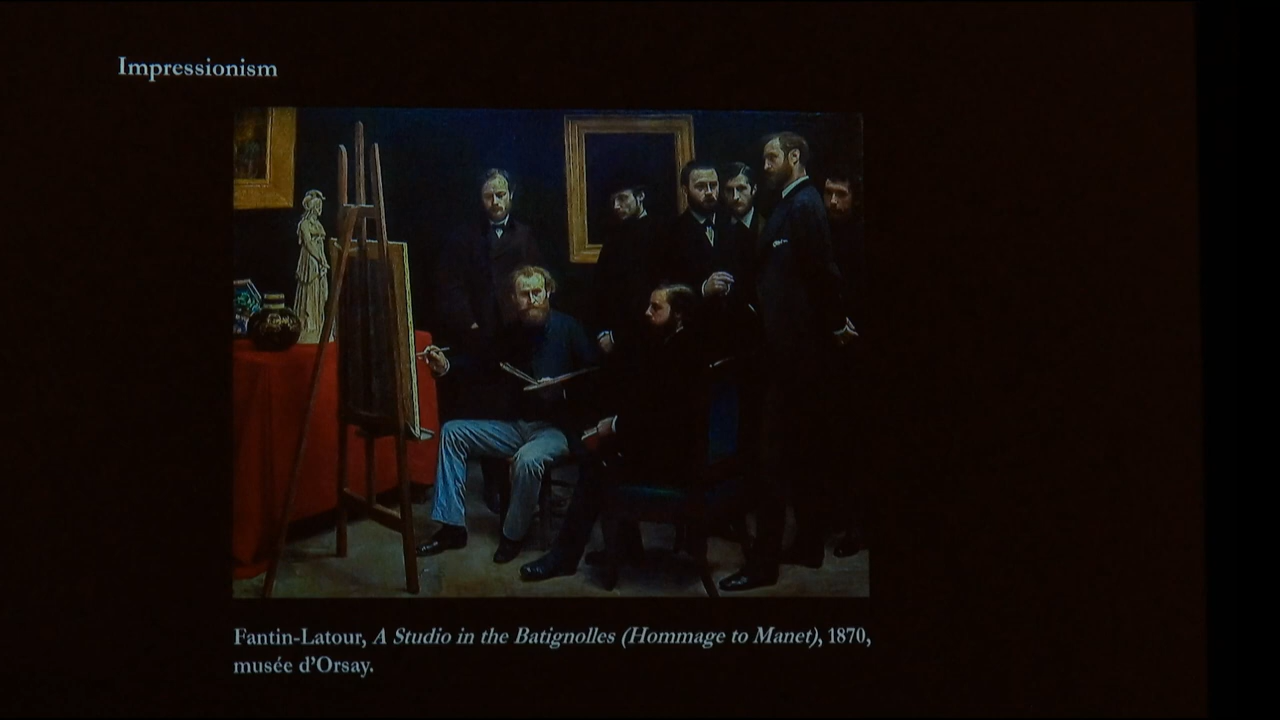 Impressionism
Fantin-Latour, A Studio in the Batignolles (Hommage to Manet), 1870,
musée d'Orsay.